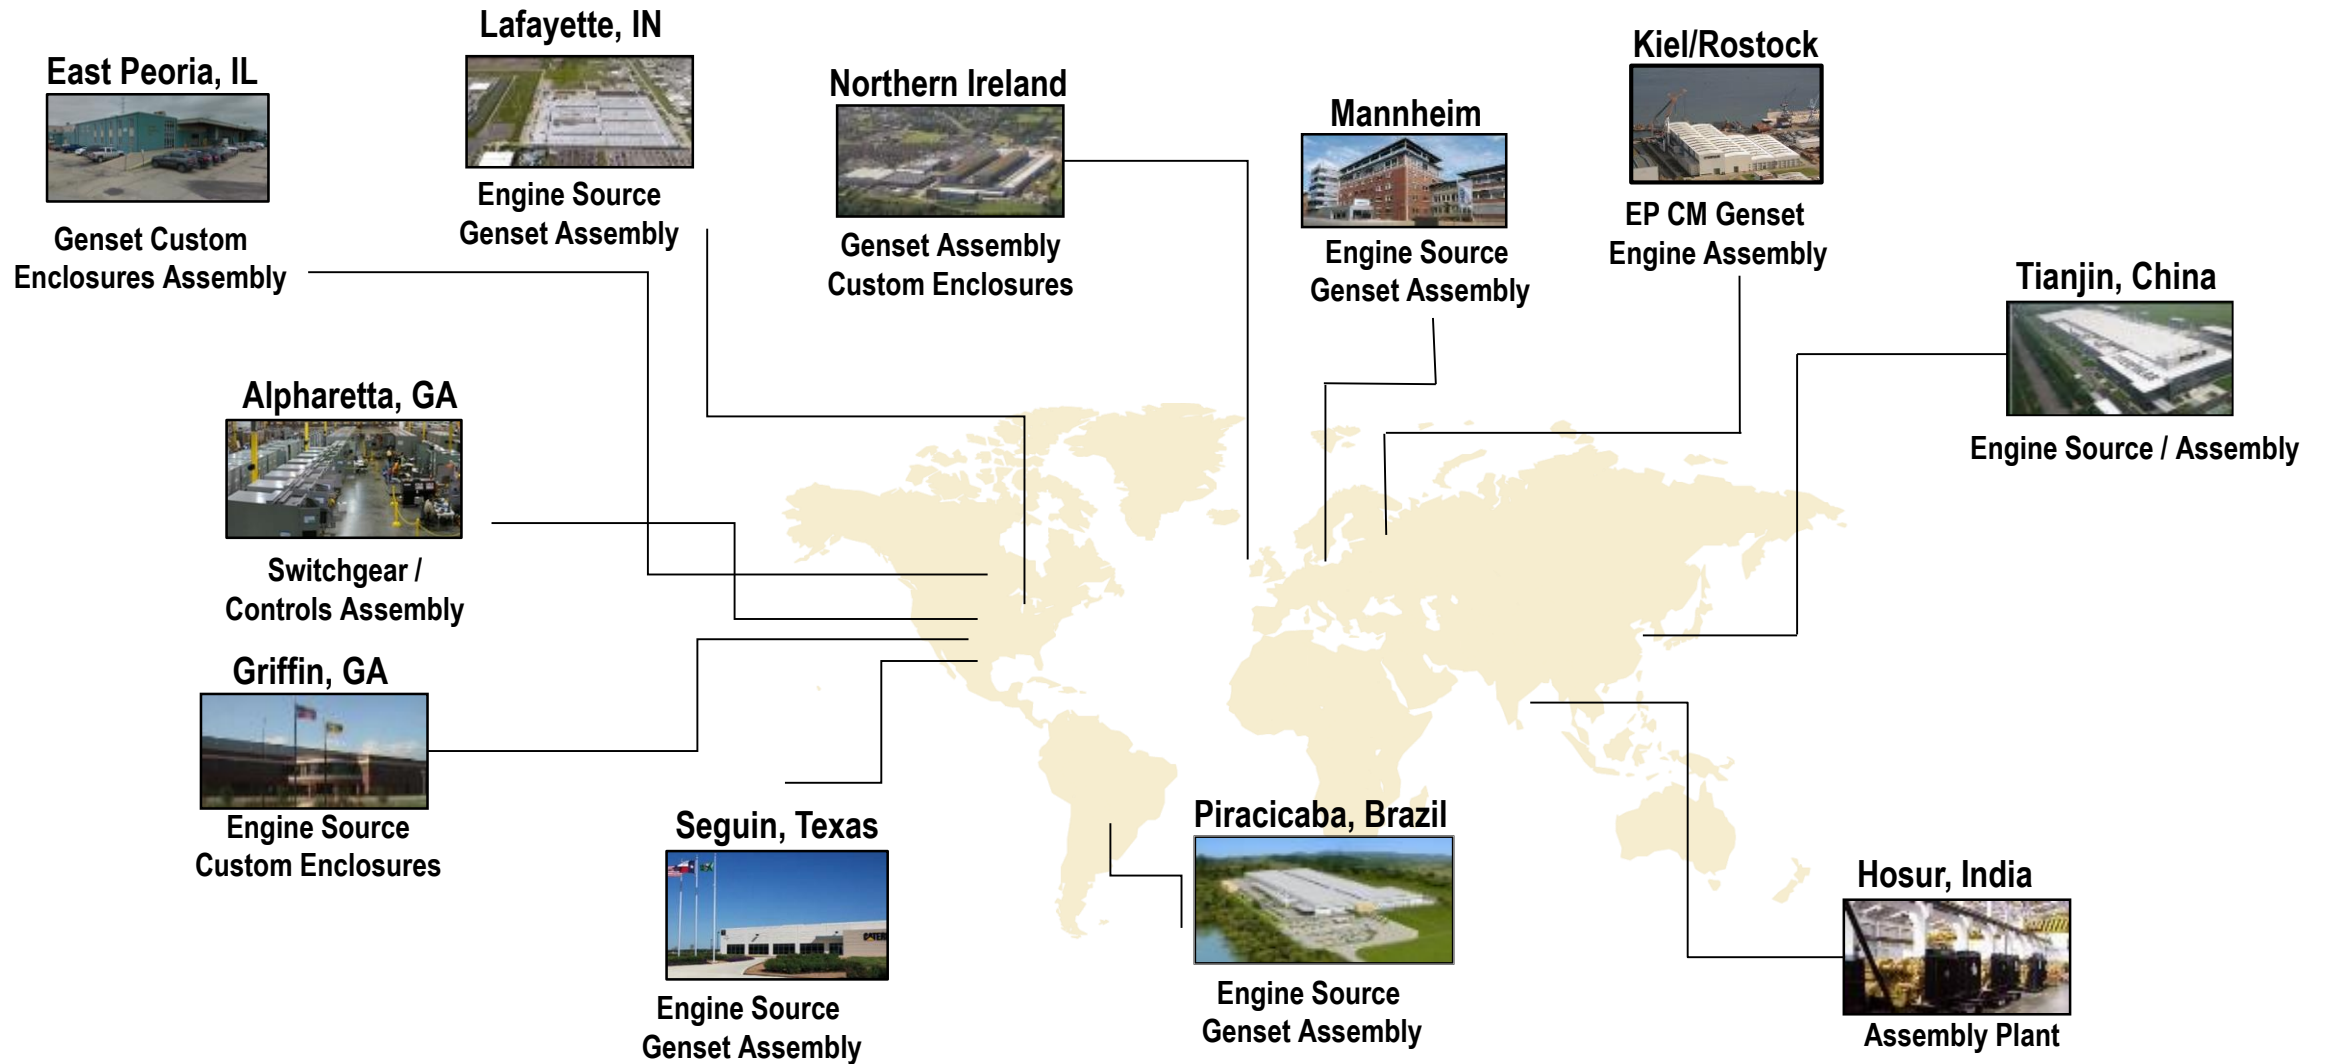 East Peoria, IL
Genset Custom
Enclosures Assembly
Lafayette, IN
Engine Source
Genset Assembly
Northern Ireland
Genset Assembly
Custom Enclosures
Mannheim
Engine Source
Genset Assembly
Kiel/Rostock
EP CM Genset
Engine Assembly
Tianjin, China
Engine Source / Assembly
Alpharetta, GA
Switchgear /
Controls Assembly
Griffin, GA
Engine Source
Custom Enclosures
Seguin, Texas
Engine Source
Genset Assembly
Piracicaba, Brazil
Engine Source
Genset Assembly
Hosur, India
Assembly Plant